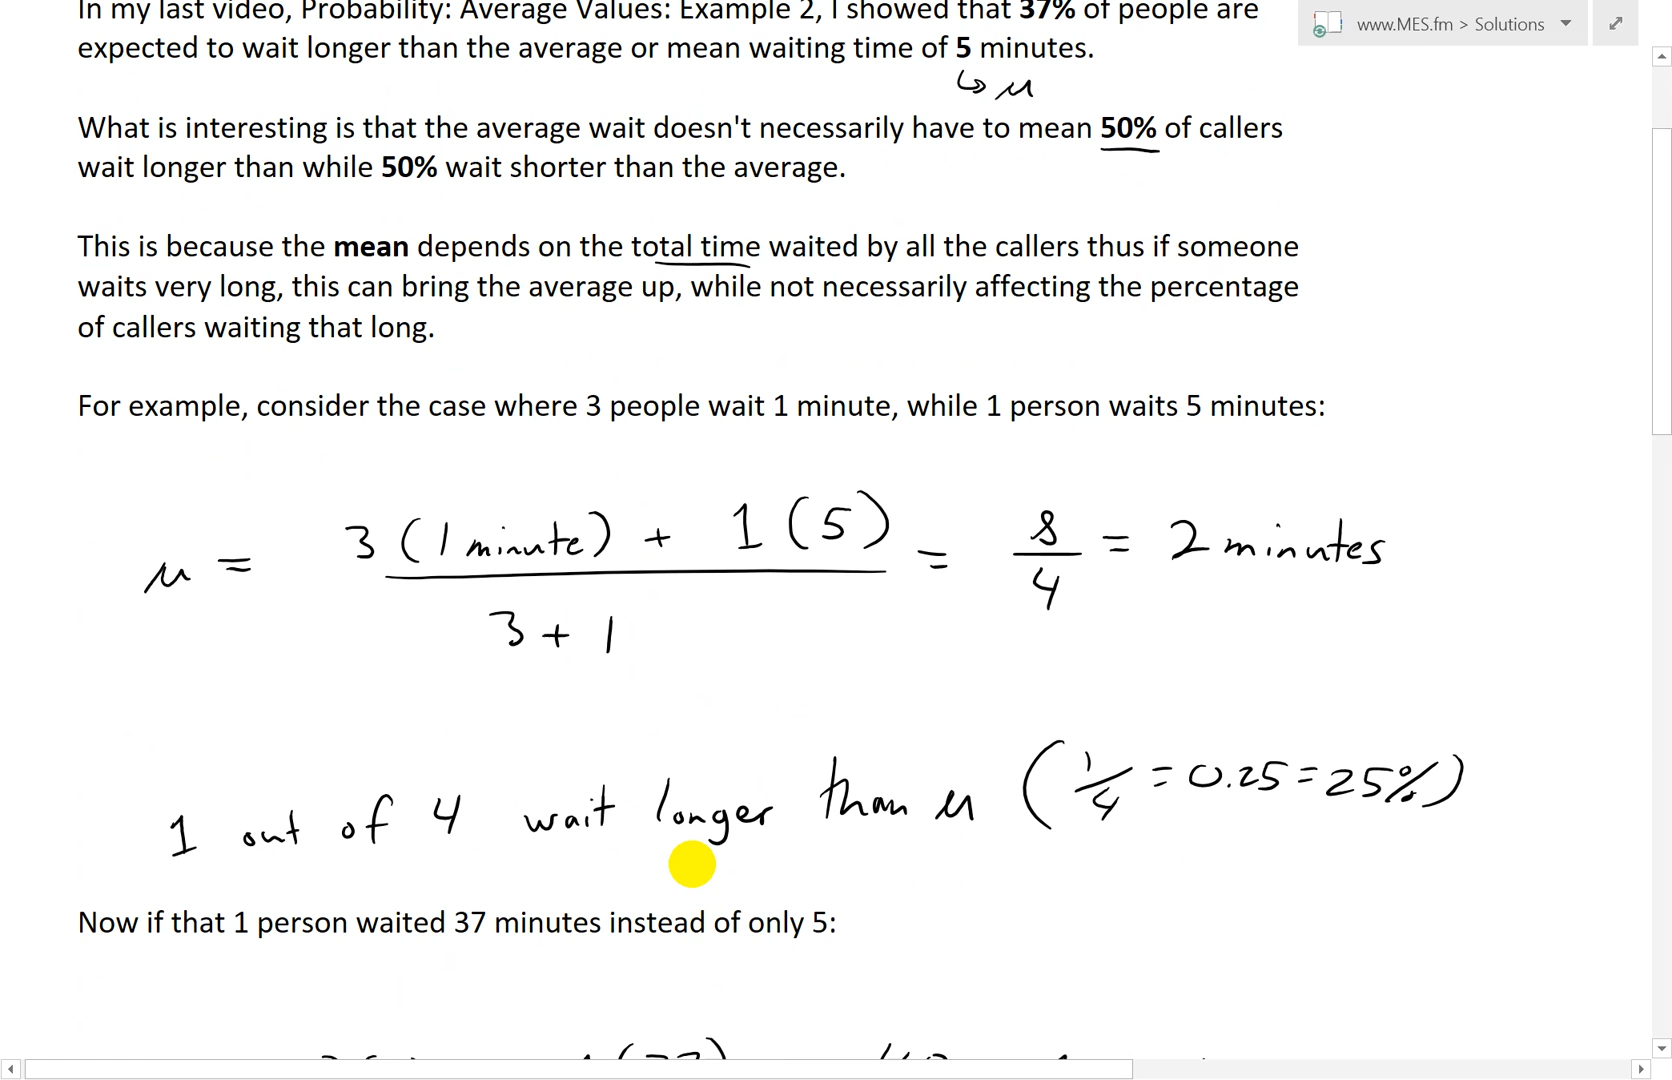 In my last video, Probability: Average Values: Example 2, I showed that 37% of people are
www.MES.fm > Solutions
expected to wait longer than the average or mean waiting time of 5 minutes.
↳ μ
What is interesting is that the average wait doesn't necessarily have to mean 50% of callers
wait longer than while 50% wait shorter than the average.
This is because the mean depends on the total time waited by all the callers thus if someone
waits very long, this can bring the average up, while not necessarily affecting the percentage
of callers waiting that long.
For example, consider the case where 3 people wait 1 minute, while 1 person waits 5 minutes:
μ = 3 (1 minute) + 1 (5) / 3 + 1 = 8/4 = 2 minutes
1 out of 4 wait longer than μ (1/4 = 0.25 = 25%)
Now if that 1 person waited 37 minutes instead of only 5: